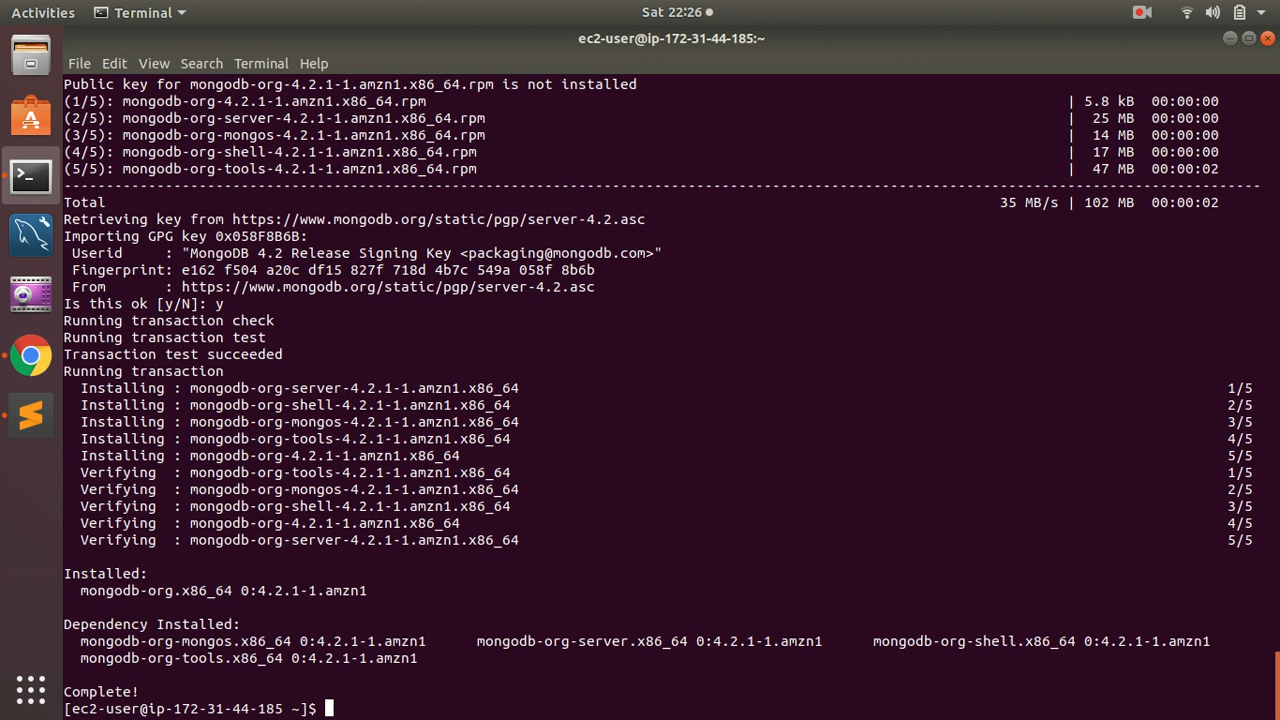 Activities Terminal Sat 22:26
ec2-user@ip-172-31-44-185:~
File Edit View Search Terminal Help
Public key for mongodb-org-4.2.1-1.amzn1.x86_64.rpm is not installed
(1/5): mongodb-org-4.2.1-1.amzn1.x86_64.rpm | 5.8 kB 00:00:00
(2/5): mongodb-org-server-4.2.1-1.amzn1.x86_64.rpm | 25 MB 00:00:00
(3/5): mongodb-org-mongos-4.2.1-1.amzn1.x86_64.rpm | 14 MB 00:00:00
(4/5): mongodb-org-shell-4.2.1-1.amzn1.x86_64.rpm | 17 MB 00:00:00
(5/5): mongodb-org-tools-4.2.1-1.amzn1.x86_64.rpm | 47 MB 00:00:02
--------------------------------------------------------------------------------
Total 35 MB/s | 102 MB 00:00:02
Retrieving key from https://www.mongodb.org/static/pgp/server-4.2.asc
Importing GPG key 0x058F8B6B:
Userid : "MongoDB 4.2 Release Signing Key <packaging@mongodb.com>"
Fingerprint: e162 f504 a20c df15 827f 718d 4b7c 549a 058f 8b6b
From : https://www.mongodb.org/static/pgp/server-4.2.asc
Is this ok [y/N]: y
Running transaction check
Running transaction test
Transaction test succeeded
Running transaction
Installing : mongodb-org-server-4.2.1-1.amzn1.x86_64 1/5
Installing : mongodb-org-shell-4.2.1-1.amzn1.x86_64 2/5
Installing : mongodb-org-mongos-4.2.1-1.amzn1.x86_64 3/5
Installing : mongodb-org-tools-4.2.1-1.amzn1.x86_64 4/5
Installing : mongodb-org-4.2.1-1.amzn1.x86_64 5/5
Verifying : mongodb-org-tools-4.2.1-1.amzn1.x86_64 1/5
Verifying : mongodb-org-mongos-4.2.1-1.amzn1.x86_64 2/5
Verifying : mongodb-org-shell-4.2.1-1.amzn1.x86_64 3/5
Verifying : mongodb-org-4.2.1-1.amzn1.x86_64 4/5
Verifying : mongodb-org-server-4.2.1-1.amzn1.x86_64 5/5
Installed:
mongodb-org.x86_64 0:4.2.1-1.amzn1
Dependency Installed:
mongodb-org-mongos.x86_64 0:4.2.1-1.amzn1 mongodb-org-server.x86_64 0:4.2.1-1.amzn1 mongodb-org-shell.x86_64 0:4.2.1-1.amzn1
mongodb-org-tools.x86_64 0:4.2.1-1.amzn1
Complete!
[ec2-user@ip-172-31-44-185 ~]$